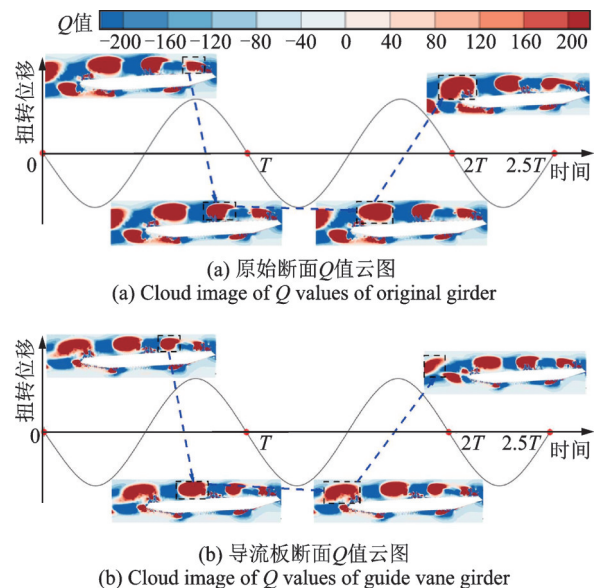 Q值
−200 −160 −120 −80 −40 0 40 80 120 160 200
扭转位移
0 T 2T 2.5T 时间
(a) 原始断面Q值云图
(a) Cloud image of Q values of original girder
扭转位移
0 T 2T 2.5T 时间
(b) 导流板断面Q值云图
(b) Cloud image of Q values of guide vane girder